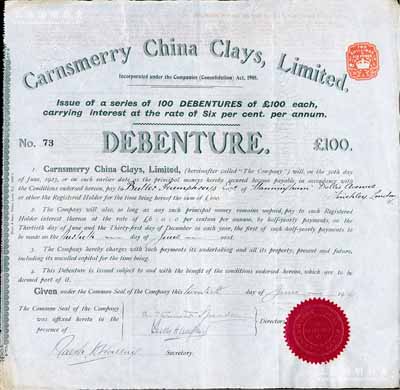 Carnsmerry China Clays, Limited.
Incorporated under the Companies (Consolidation) Act, 1908.
Issue of a series of 100 DEBENTURES of £100 each,
carrying interest at the rate of Six per cent. per annum.
DEBENTURE.
No. 73
£100.
1. Carnsmerry China Clays, Limited, (hereinafter called "The Company") will, on the 30th day
of June, 192 , or on such earlier date as the principal moneys hereby secured become payable in accordance with
the Conditions endorsed hereon, pay to
or other the Registered Holder for the time being hereof the sum of £100.
2. The Company will also, so long as any such principal money remains unpaid, pay to such Registered
Holder interest thereon at the rate of £6 per centum per annum, by half-yearly payments, on the
Thirtieth day of June and the Thirty-first day of December in each year, the first of such half-yearly payments
to be made on the day of June next.
3. The Company hereby charges with such payments its undertaking and all its property, present and future,
including its uncalled capital for the time being.
4. This Debenture is issued subject to and with the benefit of the conditions endorsed hereon, which are to be
deemed part of it.
Given under the Common Seal of the Company this day of June 19
The Common Seal of the Company
was affixed hereto in the
presence of
Directors
Secretary.